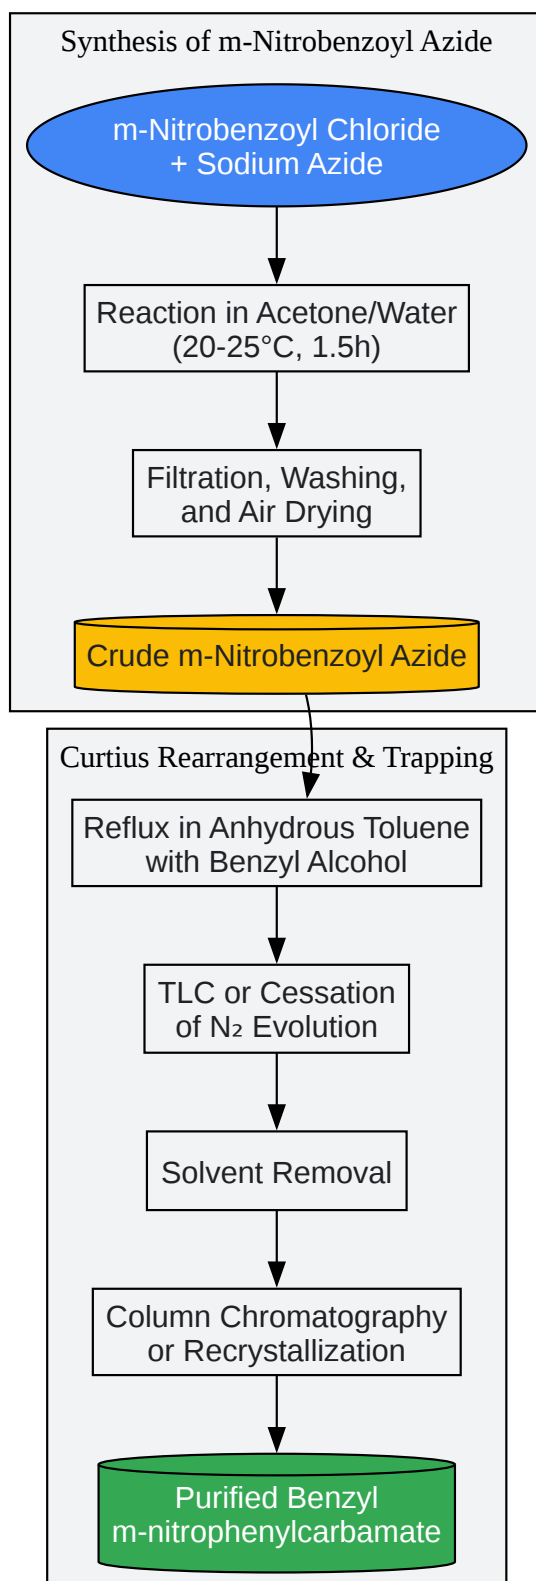 Synthesis of m-Nitrobenzoyl Azide
m-Nitrobenzoyl Chloride
+ Sodium Azide
Reaction in Acetone/Water
(20-25°C, 1.5h)
Filtration, Washing,
and Air Drying
Crude m-Nitrobenzoyl Azide
Curtius Rearrangement & Trapping
Reflux in Anhydrous Toluene
with Benzyl Alcohol
TLC or Cessation
of N₂ Evolution
Solvent Removal
Column Chromatography
or Recrystallization
Purified Benzyl
m-nitrophenylcarbamate